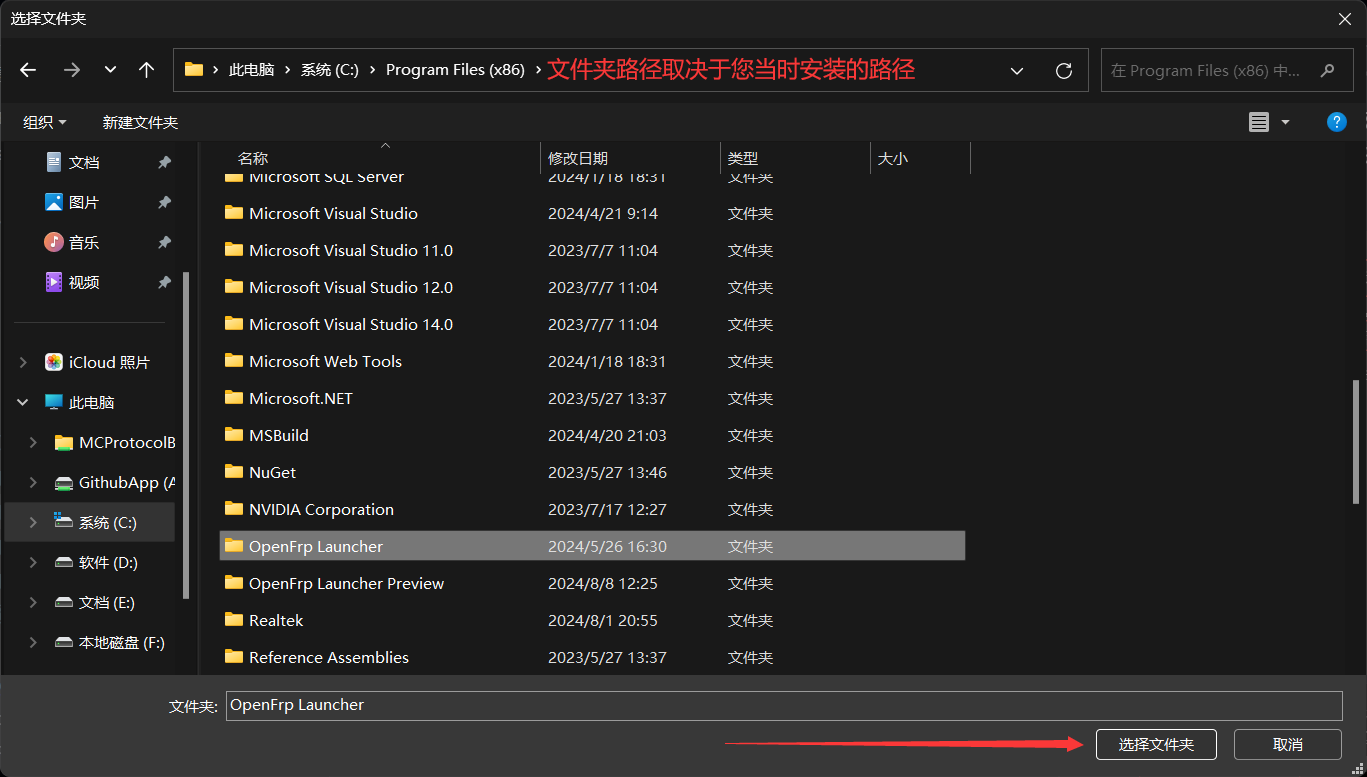 选择文件夹
此电脑 › 系统 (C:) › Program Files (x86) › 文件夹路径取决于您当时安装的路径
在 Program Files (x86) 中...
组织 新建文件夹
名称 修改日期 类型 大小
文档
图片
音乐
视频
iCloud 照片
此电脑
MCProtocolB
GithubApp (A
系统 (C:)
软件 (D:)
文档 (E:)
本地磁盘 (F:)
Microsoft SQL Server 2024/1/18 18:31 文件夹
Microsoft Visual Studio 2024/4/21 9:14 文件夹
Microsoft Visual Studio 11.0 2023/7/7 11:04 文件夹
Microsoft Visual Studio 12.0 2023/7/7 11:04 文件夹
Microsoft Visual Studio 14.0 2023/7/7 11:04 文件夹
Microsoft Web Tools 2024/1/18 18:31 文件夹
Microsoft.NET 2023/5/27 13:37 文件夹
MSBuild 2024/4/20 21:03 文件夹
NuGet 2023/5/27 13:46 文件夹
NVIDIA Corporation 2023/7/17 12:27 文件夹
OpenFrp Launcher 2024/5/26 16:30 文件夹
OpenFrp Launcher Preview 2024/8/8 12:25 文件夹
Realtek 2024/8/1 20:55 文件夹
Reference Assemblies 2023/5/27 13:37 文件夹
文件夹: OpenFrp Launcher
选择文件夹 取消